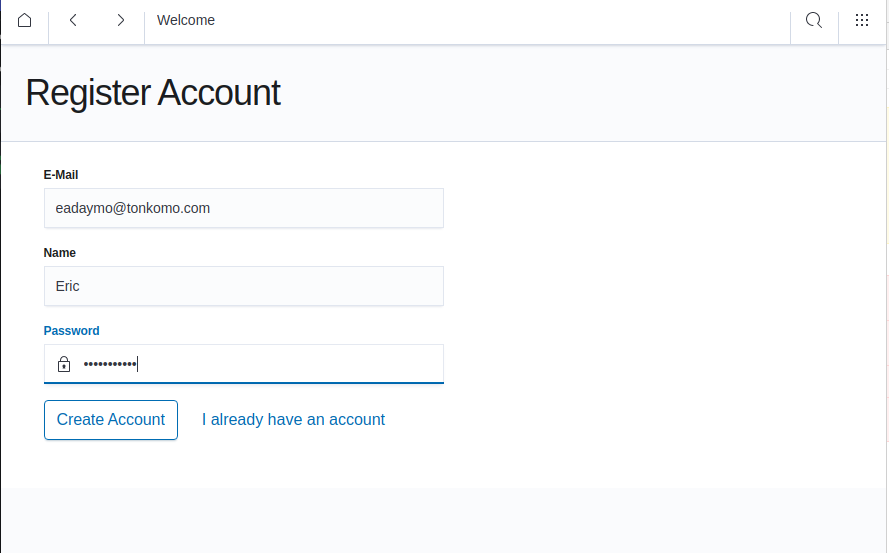 Welcome
Register Account
E-Mail
eadaymo@tonkomo.com
Name
Eric
Password
•••••••••••
Create Account I already have an account